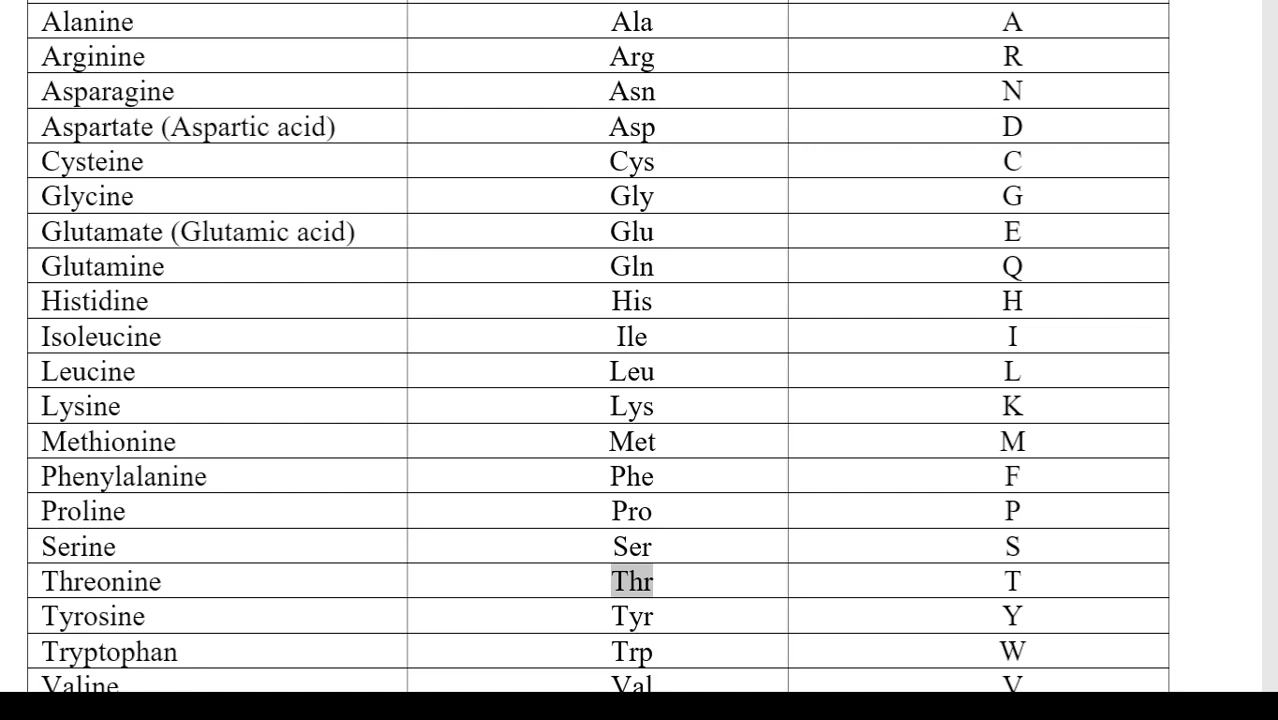 Alanine Ala A
Arginine Arg R
Asparagine Asn N
Aspartate (Aspartic acid) Asp D
Cysteine Cys C
Glycine Gly G
Glutamate (Glutamic acid) Glu E
Glutamine Gln Q
Histidine His H
Isoleucine Ile I
Leucine Leu L
Lysine Lys K
Methionine Met M
Phenylalanine Phe F
Proline Pro P
Serine Ser S
Threonine Thr T
Tyrosine Tyr Y
Tryptophan Trp W
Valine Val V